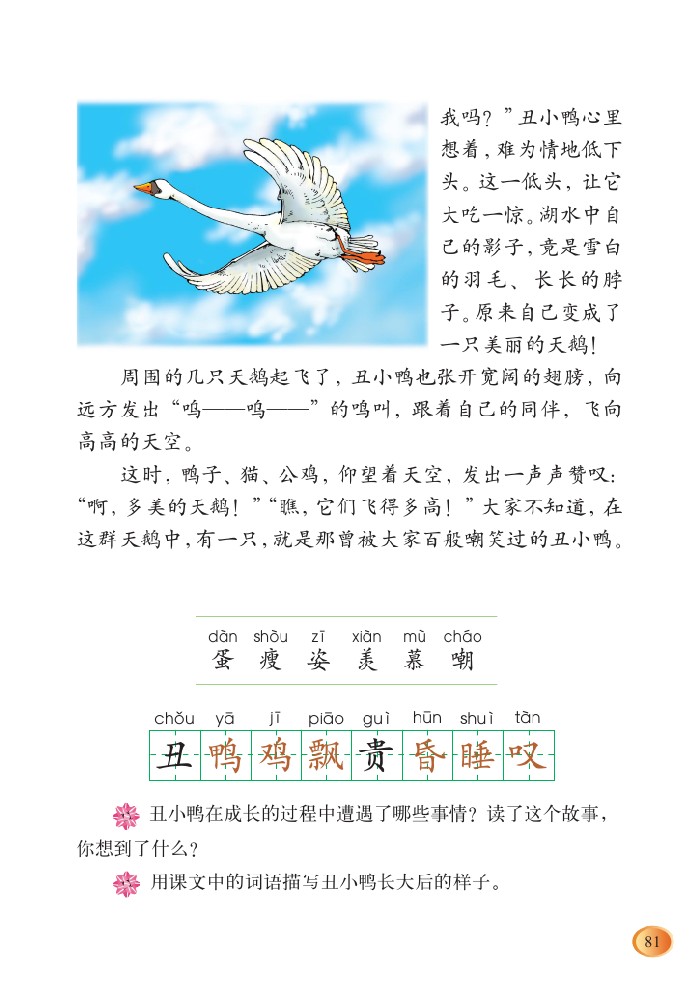 我吗？”丑小鸭心里
想着，难为情地低下
头。这一低头，让它
大吃一惊。湖水中自
己的影子，竟是雪白
的羽毛、长长的脖
子。原来自己变成了
一只美丽的天鹅！
周围的几只天鹅起飞了，丑小鸭也张开宽阔的翅膀，向
远方发出“呜——呜——”的鸣叫，跟着自己的同伴，飞向
高高的天空。
这时，鸭子、猫、公鸡，仰望着天空，发出一声声赞叹：
“啊，多美的天鹅！”“瞧，它们飞得多高！”大家不知道，在
这群天鹅中，有一只，就是那曾被大家百般嘲笑过的丑小鸭。
dàn shòu zī xiàn mù cháo
蛋 瘦 姿 羡 慕 嘲
chǒu yā jī piāo guì hūn shuì tàn
丑 鸭 鸡 飘 贵 昏 睡 叹
丑小鸭在成长的过程中遭遇了哪些事情？读了这个故事，
你想到了什么？
用课文中的词语描写丑小鸭长大后的样子。
81